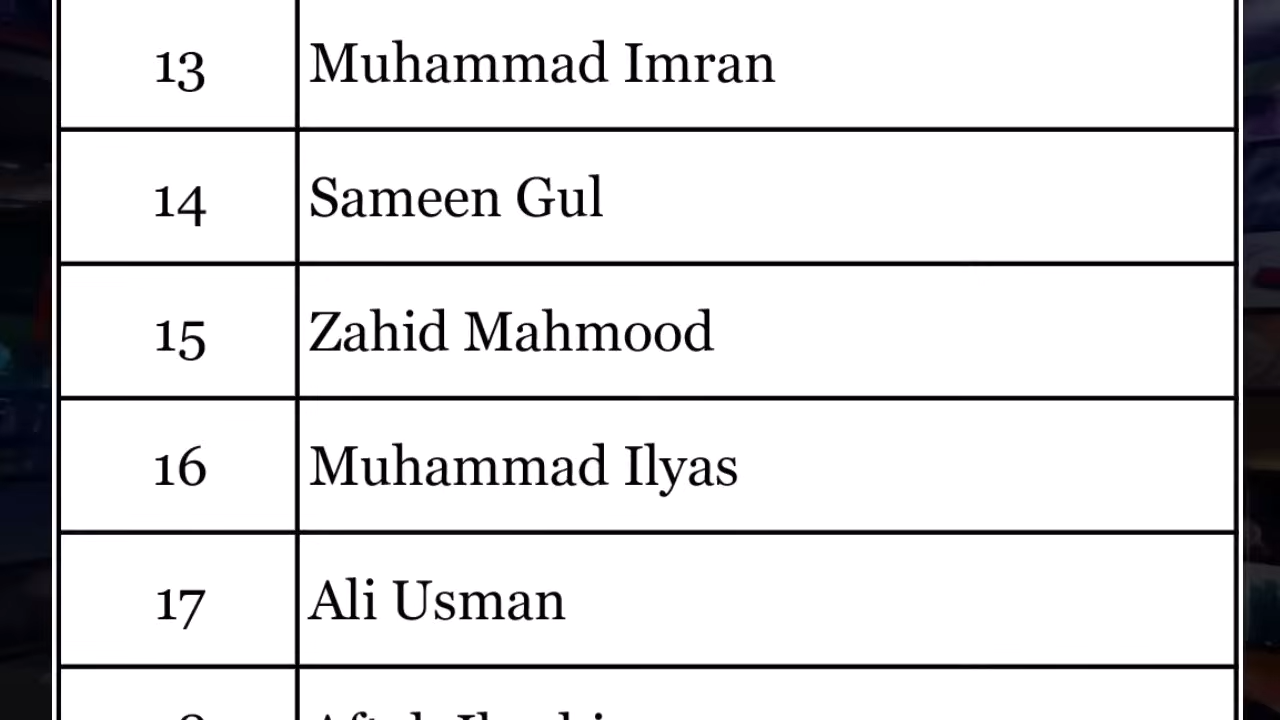 13 Muhammad Imran
14 Sameen Gul
15 Zahid Mahmood
16 Muhammad Ilyas
17 Ali Usman